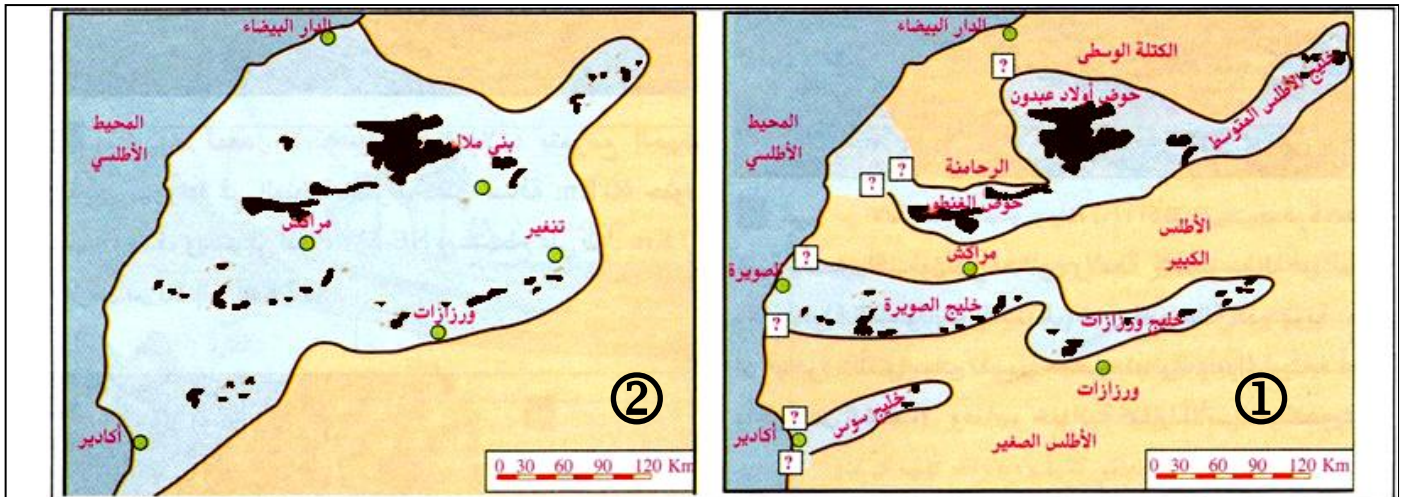 الدار البيضاء
الكتلة الوسطى
?
خليج الأطلس المتوسط
حوض أولاد عبدون
المحيط
الأطلسي
الرحامنة
?
?
حوض الغنطور
الأطلس
الكبير
مراكش
?
الصويرة
خليج الصويرة
?
خليج ورزازات
ورزازات
①
خليج سوس
?
أكادير
?
الأطلس الصغير
0 30 60 90 120 Km
الدار البيضاء
المحيط
الأطلسي
بني ملال
تنغير
مراكش
ورزازات
②
أكادير
0 30 60 90 120 Km